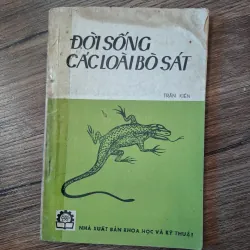 ĐỜI SỐNG
CÁC LOÀI BÒ SÁT
TRẦN KIÊN
NHÀ XUẤT BẢN KHOA HỌC VÀ KỸ THUẬT